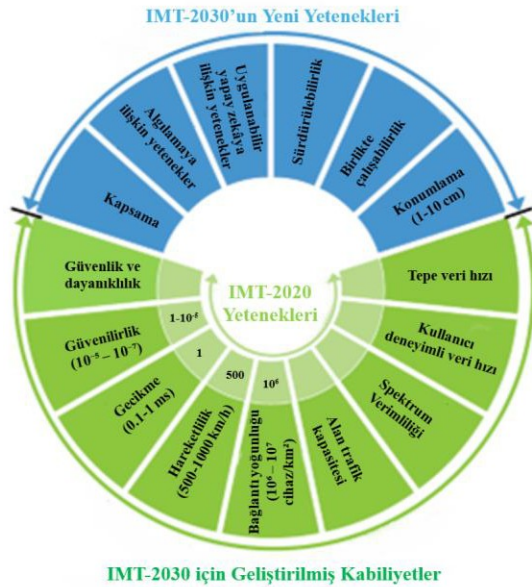 IMT-2030’un Yeni Yetenekleri
Kapsama
Algılamaya
ilişkin yetenekler
Uygulanabilir
yapay zekâya
ilişkin yetenekler
Sürdürülebilirlik
Birlikte
çalışabilirlik
Konumlama
(1-10 cm)
Güvenlik ve
dayanıklılık
IMT-2020
Yetenekleri
Tepe veri hızı
Güvenilirlik
(10⁻⁵ – 10⁻⁷)
1-10⁻⁵
Kullanıcı
deneyimli veri hızı
Gecikme
(0.1-1 ms)
1
Spektrum
Verimliliği
Hareketlilik
(500-1000 km/h)
500
Bağlantı yoğunluğu
(10⁶ – 10⁷
cihaz/km²)
10⁶
Alan trafik
kapasitesi
IMT-2030 için Geliştirilmiş Kabiliyetler